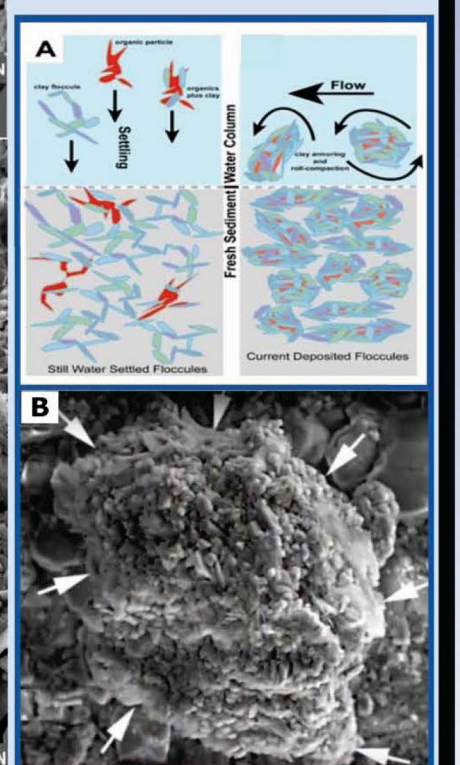 A
organic particle
clay floccule
organics
plus clay
Settling
Water Column
Fresh Sediment
Flow
clay armoring
and
roll-compaction
Still Water Settled Floccules
Current Deposited Floccules
B
N
N